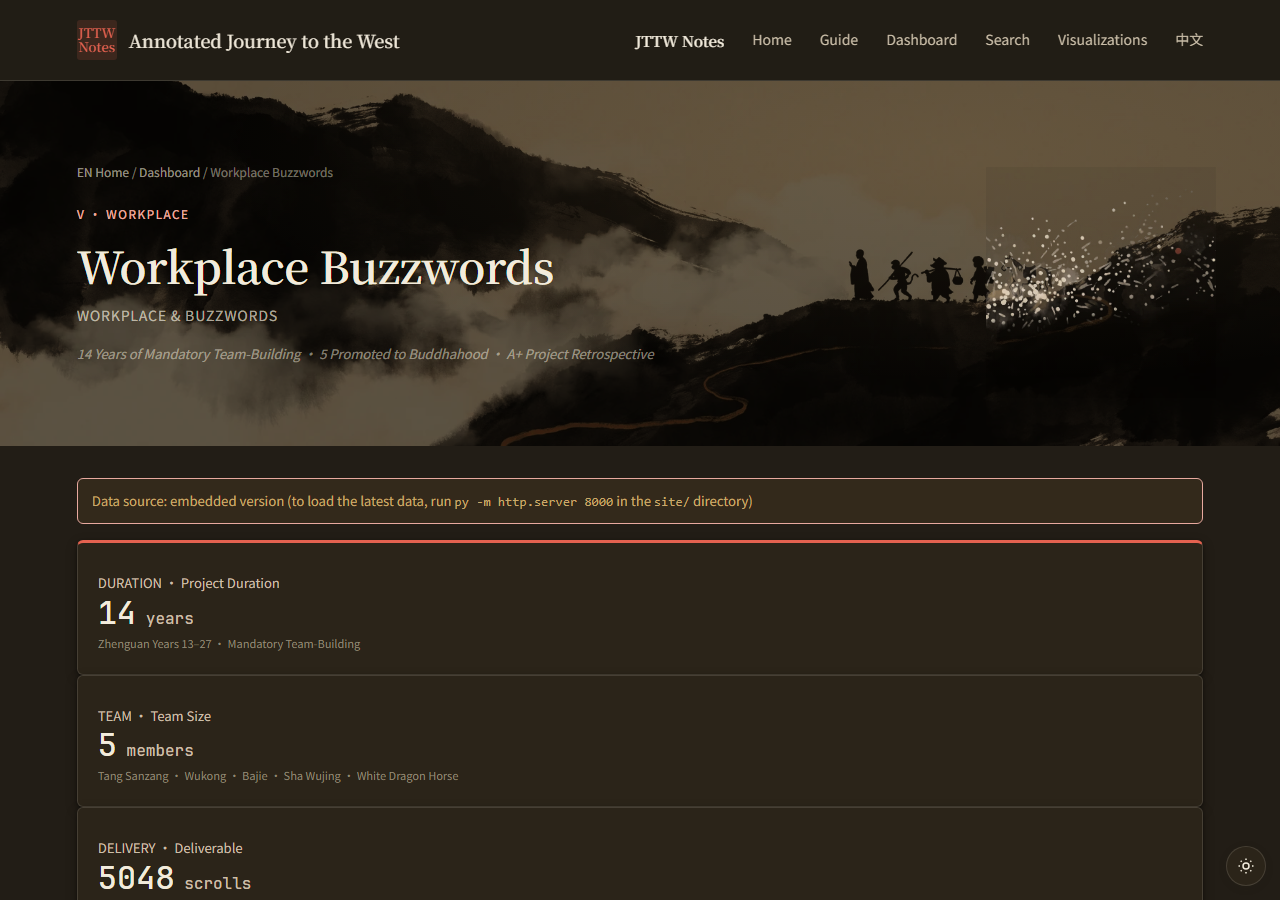 JTTW
Notes
Annotated Journey to the West
JTTW Notes Home Guide Dashboard Search Visualizations 中文
EN Home / Dashboard / Workplace Buzzwords
V • WORKPLACE
Workplace Buzzwords
WORKPLACE & BUZZWORDS
14 Years of Mandatory Team-Building • 5 Promoted to Buddhahood • A+ Project Retrospective
Data source: embedded version (to load the latest data, run py -m http.server 8000 in the site/ directory)
DURATION • Project Duration
14 years
Zhenguan Years 13–27 • Mandatory Team-Building
TEAM • Team Size
5 members
Tang Sanzang • Wukong • Bajie • Sha Wujing • White Dragon Horse
DELIVERY • Deliverable
5048 scrolls